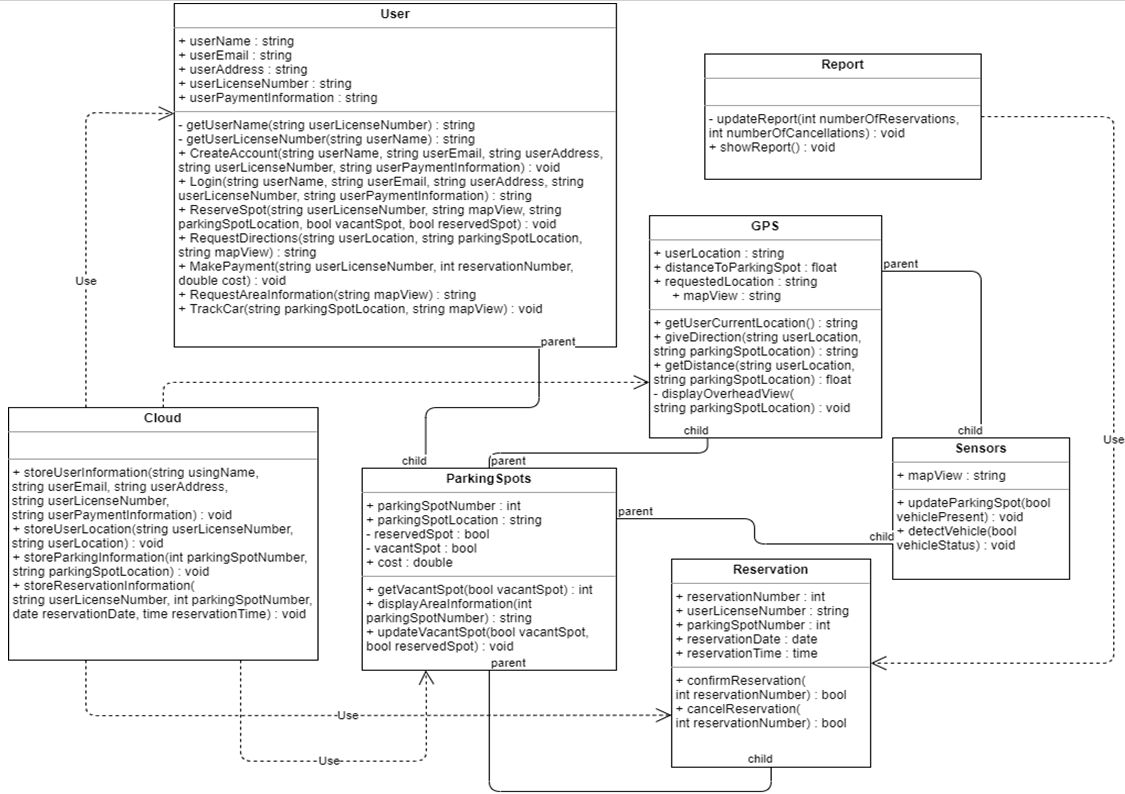 User
+ userName : string
+ userEmail : string
+ userAddress : string
+ userLicenseNumber : string
+ userPaymentInformation : string
- getUserName(string userLicenseNumber) : string
- getUserLicenseNumber(string userName) : string
+ CreateAccount(string userName, string userEmail, string userAddress,
string userLicenseNumber, string userPaymentInformation) : void
+ Login(string userName, string userEmail, string userAddress, string
userLicenseNumber, string userPaymentInformation) : string
+ ReserveSpot(string userLicenseNumber, string mapView, string
parkingSpotLocation, bool vacantSpot, bool reservedSpot) : void
+ RequestDirections(string userLocation, string parkingSpotLocation,
string mapView) : string
+ MakePayment(string userLicenseNumber, int reservationNumber,
double cost) : void
+ RequestAreaInformation(string mapView) : string
+ TrackCar(string parkingSpotLocation, string mapView) : void
parent
Report
- updateReport(int numberOfReservations,
int numberOfCancellations) : void
+ showReport() : void
Use
Use
GPS
+ userLocation : string
+ distanceToParkingSpot : float
+ requestedLocation : string
+ mapView : string
+ getUserCurrentLocation() : string
+ giveDirection(string userLocation,
string parkingSpotLocation) : string
+ getDistance(string userLocation,
string parkingSpotLocation) : float
- displayOverheadView(
string parkingSpotLocation) : void
child
parent
child
Cloud
+ storeUserInformation(string usingName,
string userEmail, string userAddress,
string userLicenseNumber,
string userPaymentInformation) : void
+ storeUserLocation(string userLicenseNumber,
string userLocation) : void
+ storeParkingInformation(int parkingSpotNumber,
string parkingSpotLocation) : void
+ storeReservationInformation(
string userLicenseNumber, int parkingSpotNumber,
date reservationDate, time reservationTime) : void
child
parent
ParkingSpots
+ parkingSpotNumber : int
+ parkingSpotLocation : string
- reservedSpot : bool
- vacantSpot : bool
+ cost : double
+ getVacantSpot(bool vacantSpot) : int
+ displayAreaInformation(int
parkingSpotNumber) : string
+ updateVacantSpot(bool vacantSpot,
bool reservedSpot) : void
parent
parent
child
Sensors
+ mapView : string
+ updateParkingSpot(bool
vehiclePresent) : void
+ detectVehicle(bool
vehicleStatus) : void
Reservation
+ reservationNumber : int
+ userLicenseNumber : string
+ parkingSpotNumber : int
+ reservationDate : date
+ reservationTime : time
+ confirmReservation(
int reservationNumber) : bool
+ cancelReservation(
int reservationNumber) : bool
child
Use
Use